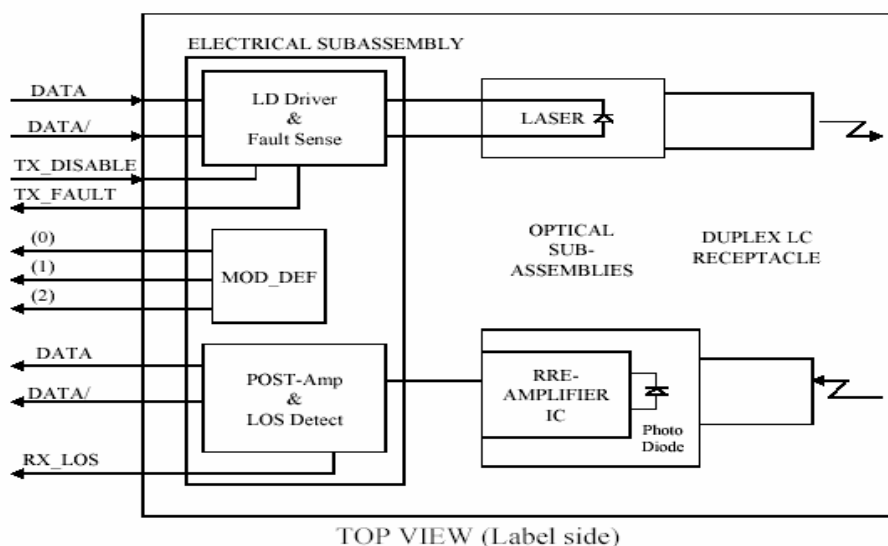 ELECTRICAL SUBASSEMBLY
DATA
DATA/
TX_DISABLE
TX_FAULT
LD Driver
&
Fault Sense
LASER
(0)
(1)
(2)
MOD_DEF
OPTICAL
SUB-
ASSEMBLIES
DUPLEX LC
RECEPTACLE
DATA
DATA/
RX_LOS
POST-Amp
&
LOS Detect
RRE-
AMPLIFIER
IC
Photo
Diode
TOP VIEW (Label side)